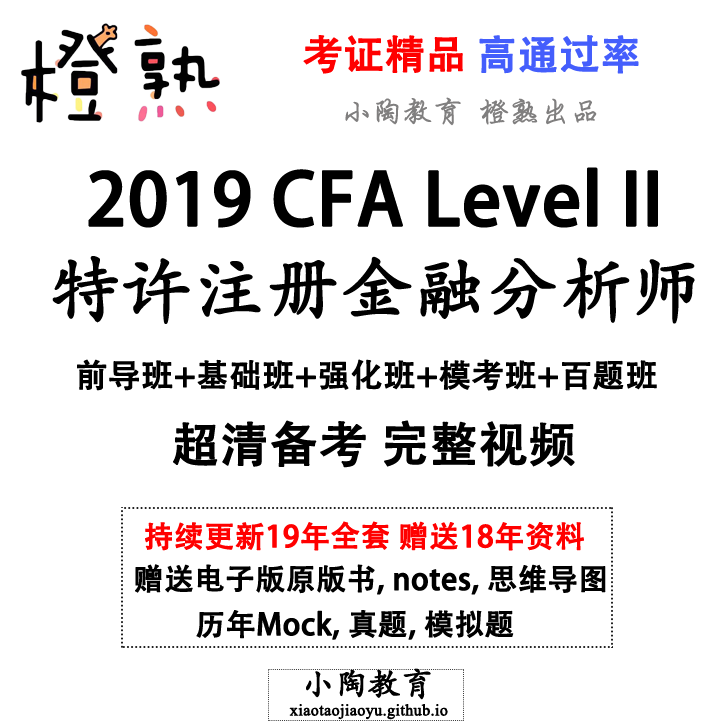 橙熟
考证精品 高通过率
小陶教育 橙熟出品
2019 CFA Level II
特许注册金融分析师
前导班+基础班+强化班+模考班+百题班
超清备考 完整视频
持续更新19年全套 赠送18年资料
赠送电子版原版书, notes, 思维导图
历年Mock, 真题, 模拟题
小陶教育
xiaotaojiaoyu.github.io